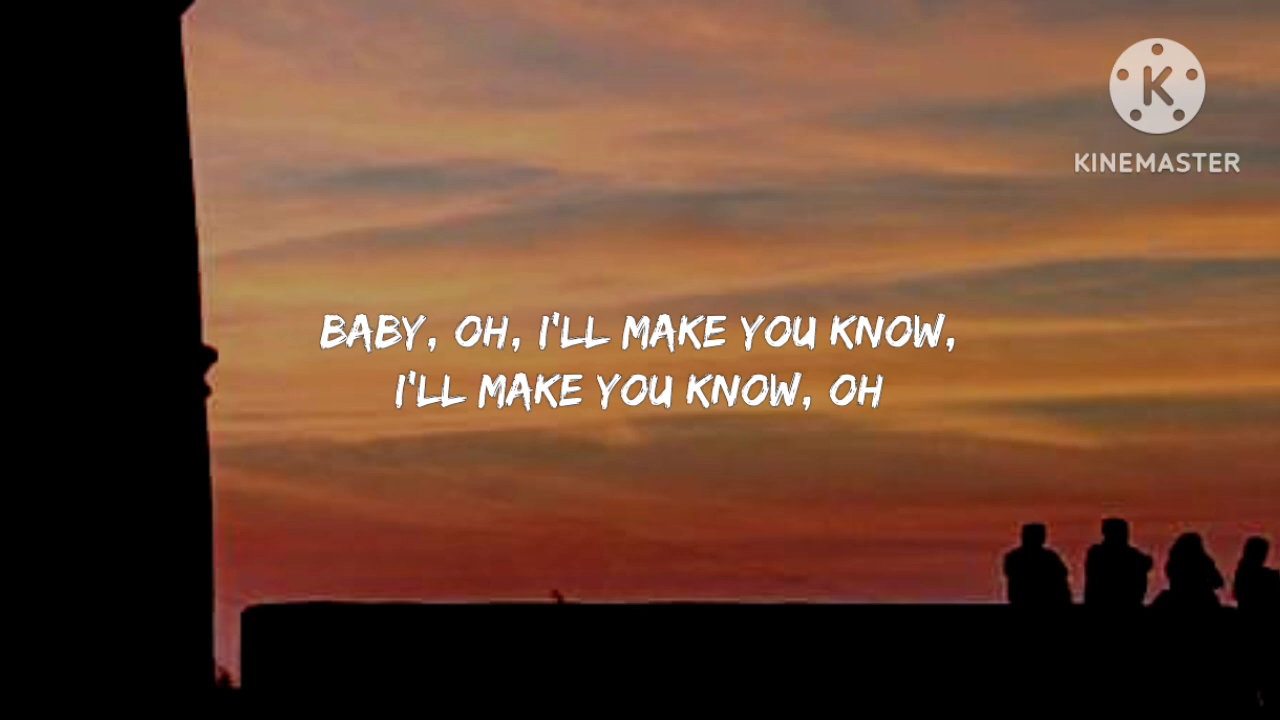 K
KINEMASTER
BABY, OH, I'LL MAKE YOU KNOW,
I'LL MAKE YOU KNOW, OH